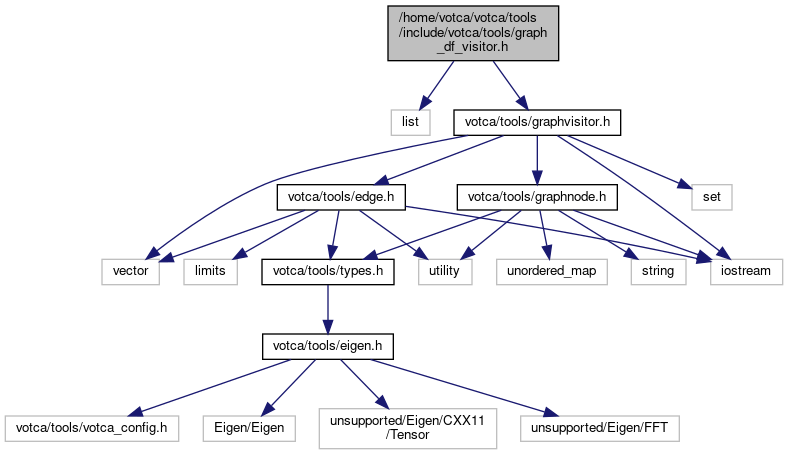 /home/votca/votca/tools
/include/votca/tools/graph
_df_visitor.h
list
votca/tools/graphvisitor.h
votca/tools/edge.h
votca/tools/graphnode.h
set
vector
limits
votca/tools/types.h
utility
unordered_map
string
iostream
votca/tools/eigen.h
votca/tools/votca_config.h
Eigen/Eigen
unsupported/Eigen/CXX11
/Tensor
unsupported/Eigen/FFT